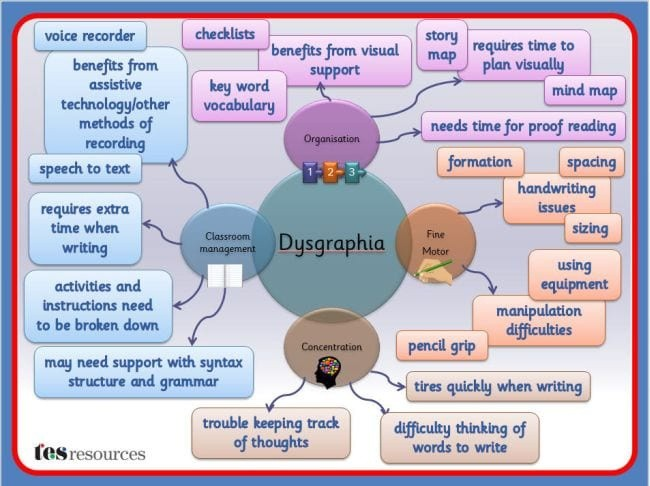 voice recorder
benefits from
assistive
technology/other
methods of
recording
speech to text
requires extra
time when
writing
activities and
instructions need
to be broken down
may need support with syntax
structure and grammar
checklists
benefits from visual
support
key word
vocabulary
story
map
requires time to
plan visually
mind map
needs time for proof reading
Organisation
1 2 3
Classroom
management
Dysgraphia
Fine
Motor
formation
spacing
handwriting
issues
sizing
using
equipment
manipulation
difficulties
pencil grip
Concentration
tires quickly when writing
trouble keeping track
of thoughts
difficulty thinking of
words to write
tes resources